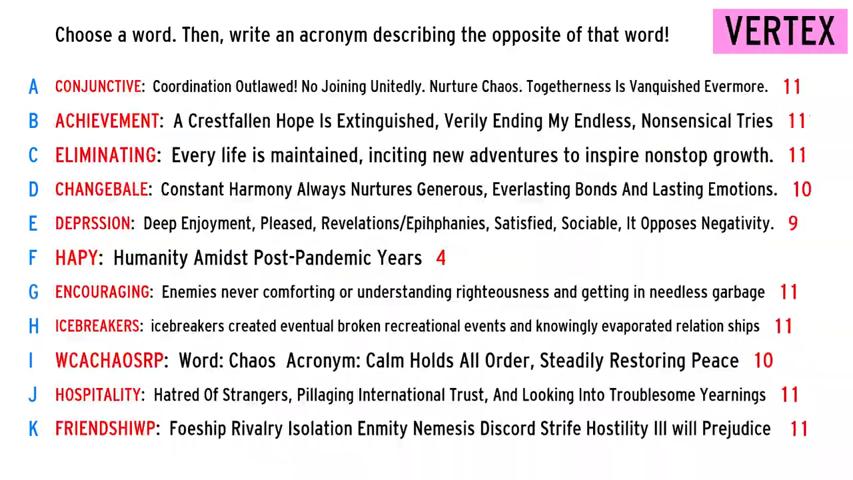 Choose a word. Then, write an acronym describing the opposite of that word!
VERTEX
A CONJUNCTIVE: Coordination Outlawed! No Joining Unitedly. Nurture Chaos. Togetherness Is Vanquished Evermore. 11
B ACHIEVEMENT: A Crestfallen Hope Is Extinguished, Verily Ending My Endless, Nonsensical Tries 11
C ELIMINATING: Every life is maintained, inciting new adventures to inspire nonstop growth. 11
D CHANGEBALE: Constant Harmony Always Nurtures Generous, Everlasting Bonds And Lasting Emotions. 10
E DEPRSSION: Deep Enjoyment, Pleased, Revelations/Epihphanies, Satisfied, Sociable, It Opposes Negativity. 9
F HAPY: Humanity Amidst Post-Pandemic Years 4
G ENCOURAGING: Enemies never comforting or understanding righteousness and getting in needless garbage 11
H ICEBREAKERS: icebreakers created eventual broken recreational events and knowingly evaporated relation ships 11
I WCACHAOSRP: Word: Chaos Acronym: Calm Holds All Order, Steadily Restoring Peace 10
J HOSPITALITY: Hatred Of Strangers, Pillaging International Trust, And Looking Into Troublesome Yearnings 11
K FRIENDSHIWP: Foeship Rivalry Isolation Enmity Nemesis Discord Strife Hostility Ill will Prejudice 11